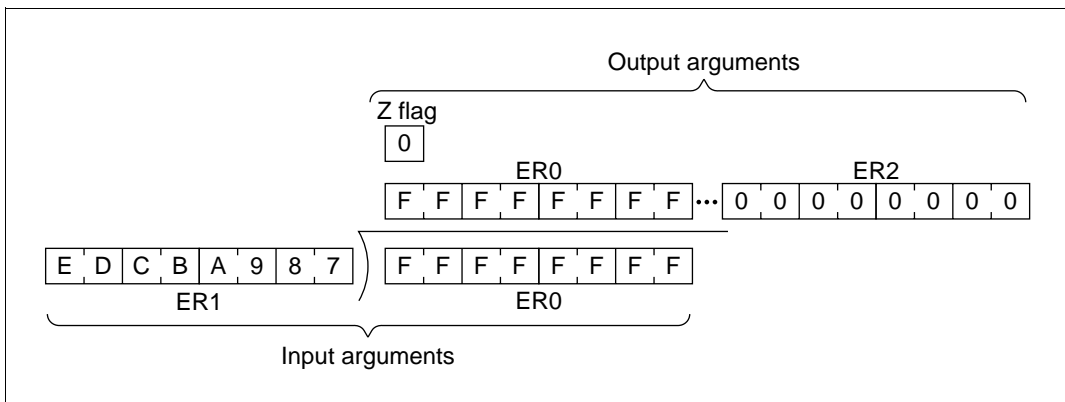 Output arguments
Z flag
0
ER0 ER2
F F F F F F F F ... 0 0 0 0 0 0 0 0
E D C B A 9 8 7 F F F F F F F F
ER1 ER0
Input arguments